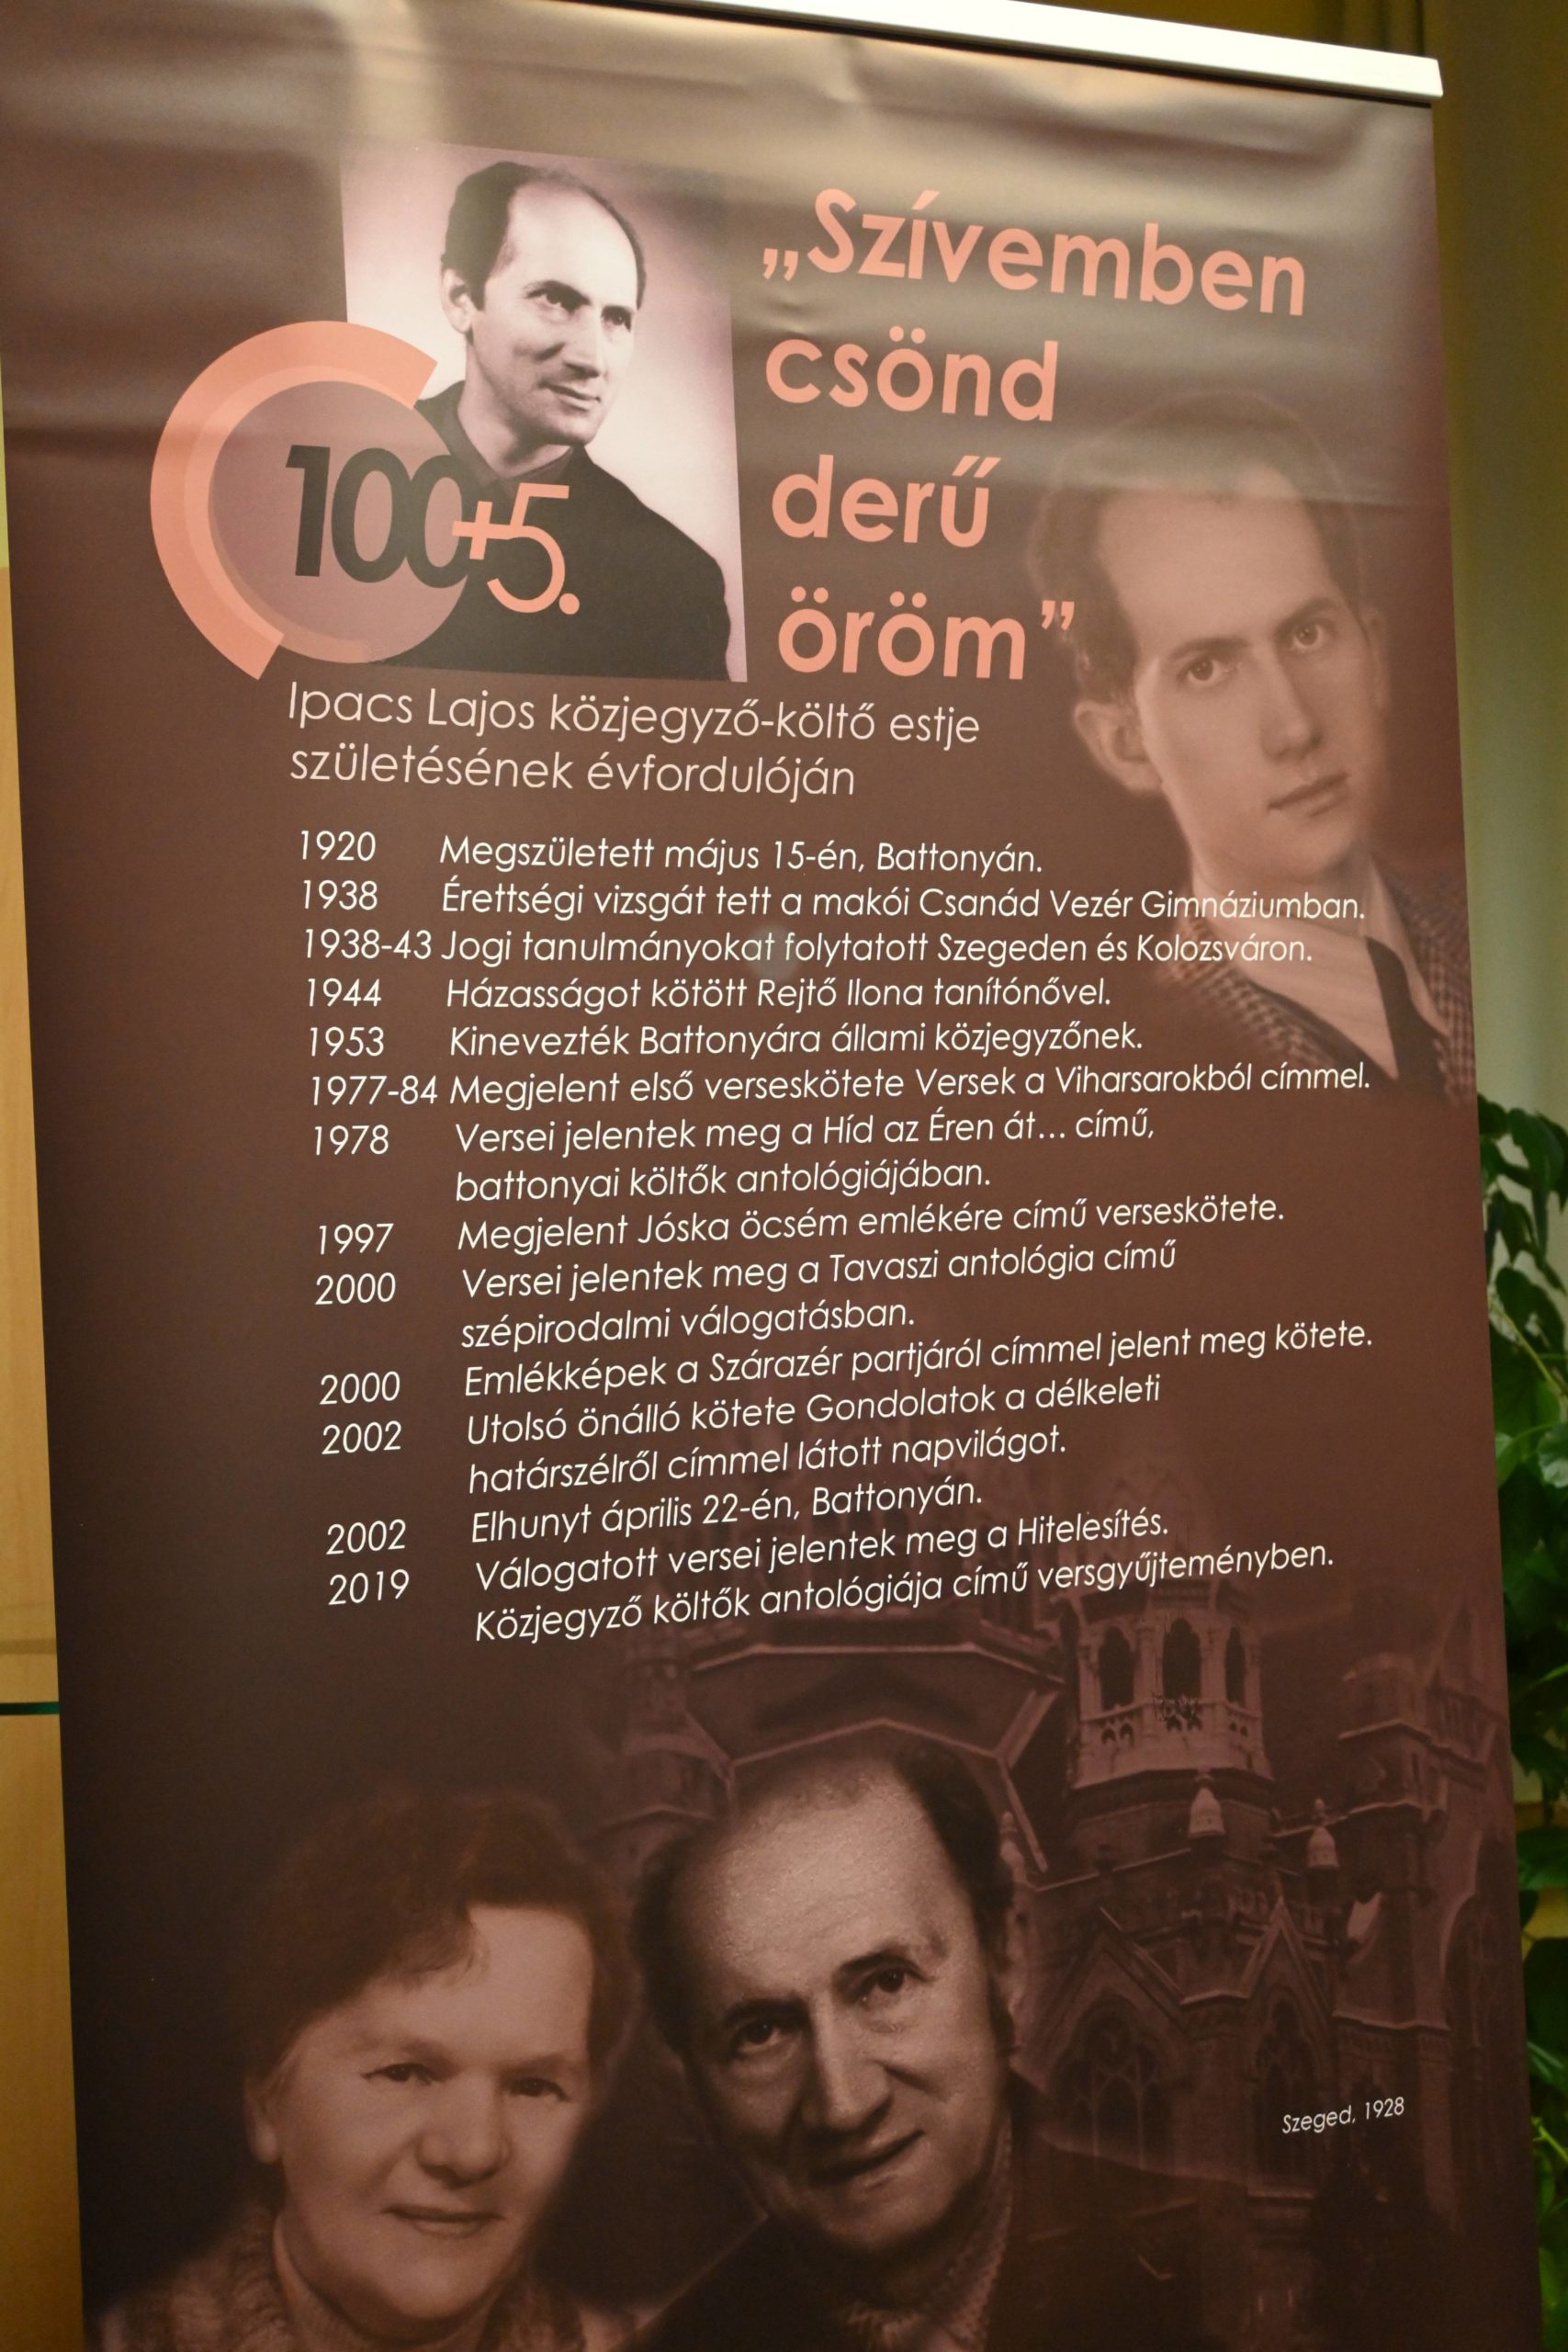 „Szívemben
csönd
derű
öröm”
100+5.
Ipacs Lajos közjegyző-költő estje
születésének évfordulóján
1920 Megszületett május 15-én, Battonyán.
1938 Érettségi vizsgát tett a makói Csanád Vezér Gimnáziumban.
1938-43 Jogi tanulmányokat folytatott Szegeden és Kolozsváron.
1944 Házasságot kötött Rejtő Ilona tanítónővel.
1953 Kinevezték Battonyára állami közjegyzőnek.
1977-84 Megjelent első verseskötete Versek a Viharsarokból címmel.
1978 Versei jelentek meg a Híd az Éren át... című,
battonyai költők antológiájában.
1997 Megjelent Jóska öcsém emlékére című verseskötete.
2000 Versei jelentek meg a Tavaszi antológia című
szépirodalmi válogatásban.
2000 Emlékképek a Szárazér partjáról címmel jelent meg kötete.
2002 Utolsó önálló kötete Gondolatok a délkeleti
határszélről címmel látott napvilágot.
2002 Elhunyt április 22-én, Battonyán.
2019 Válogatott versei jelentek meg a Hitelesítés.
Közjegyző költők antológiája című versgyűjteményben.
Szeged, 1928